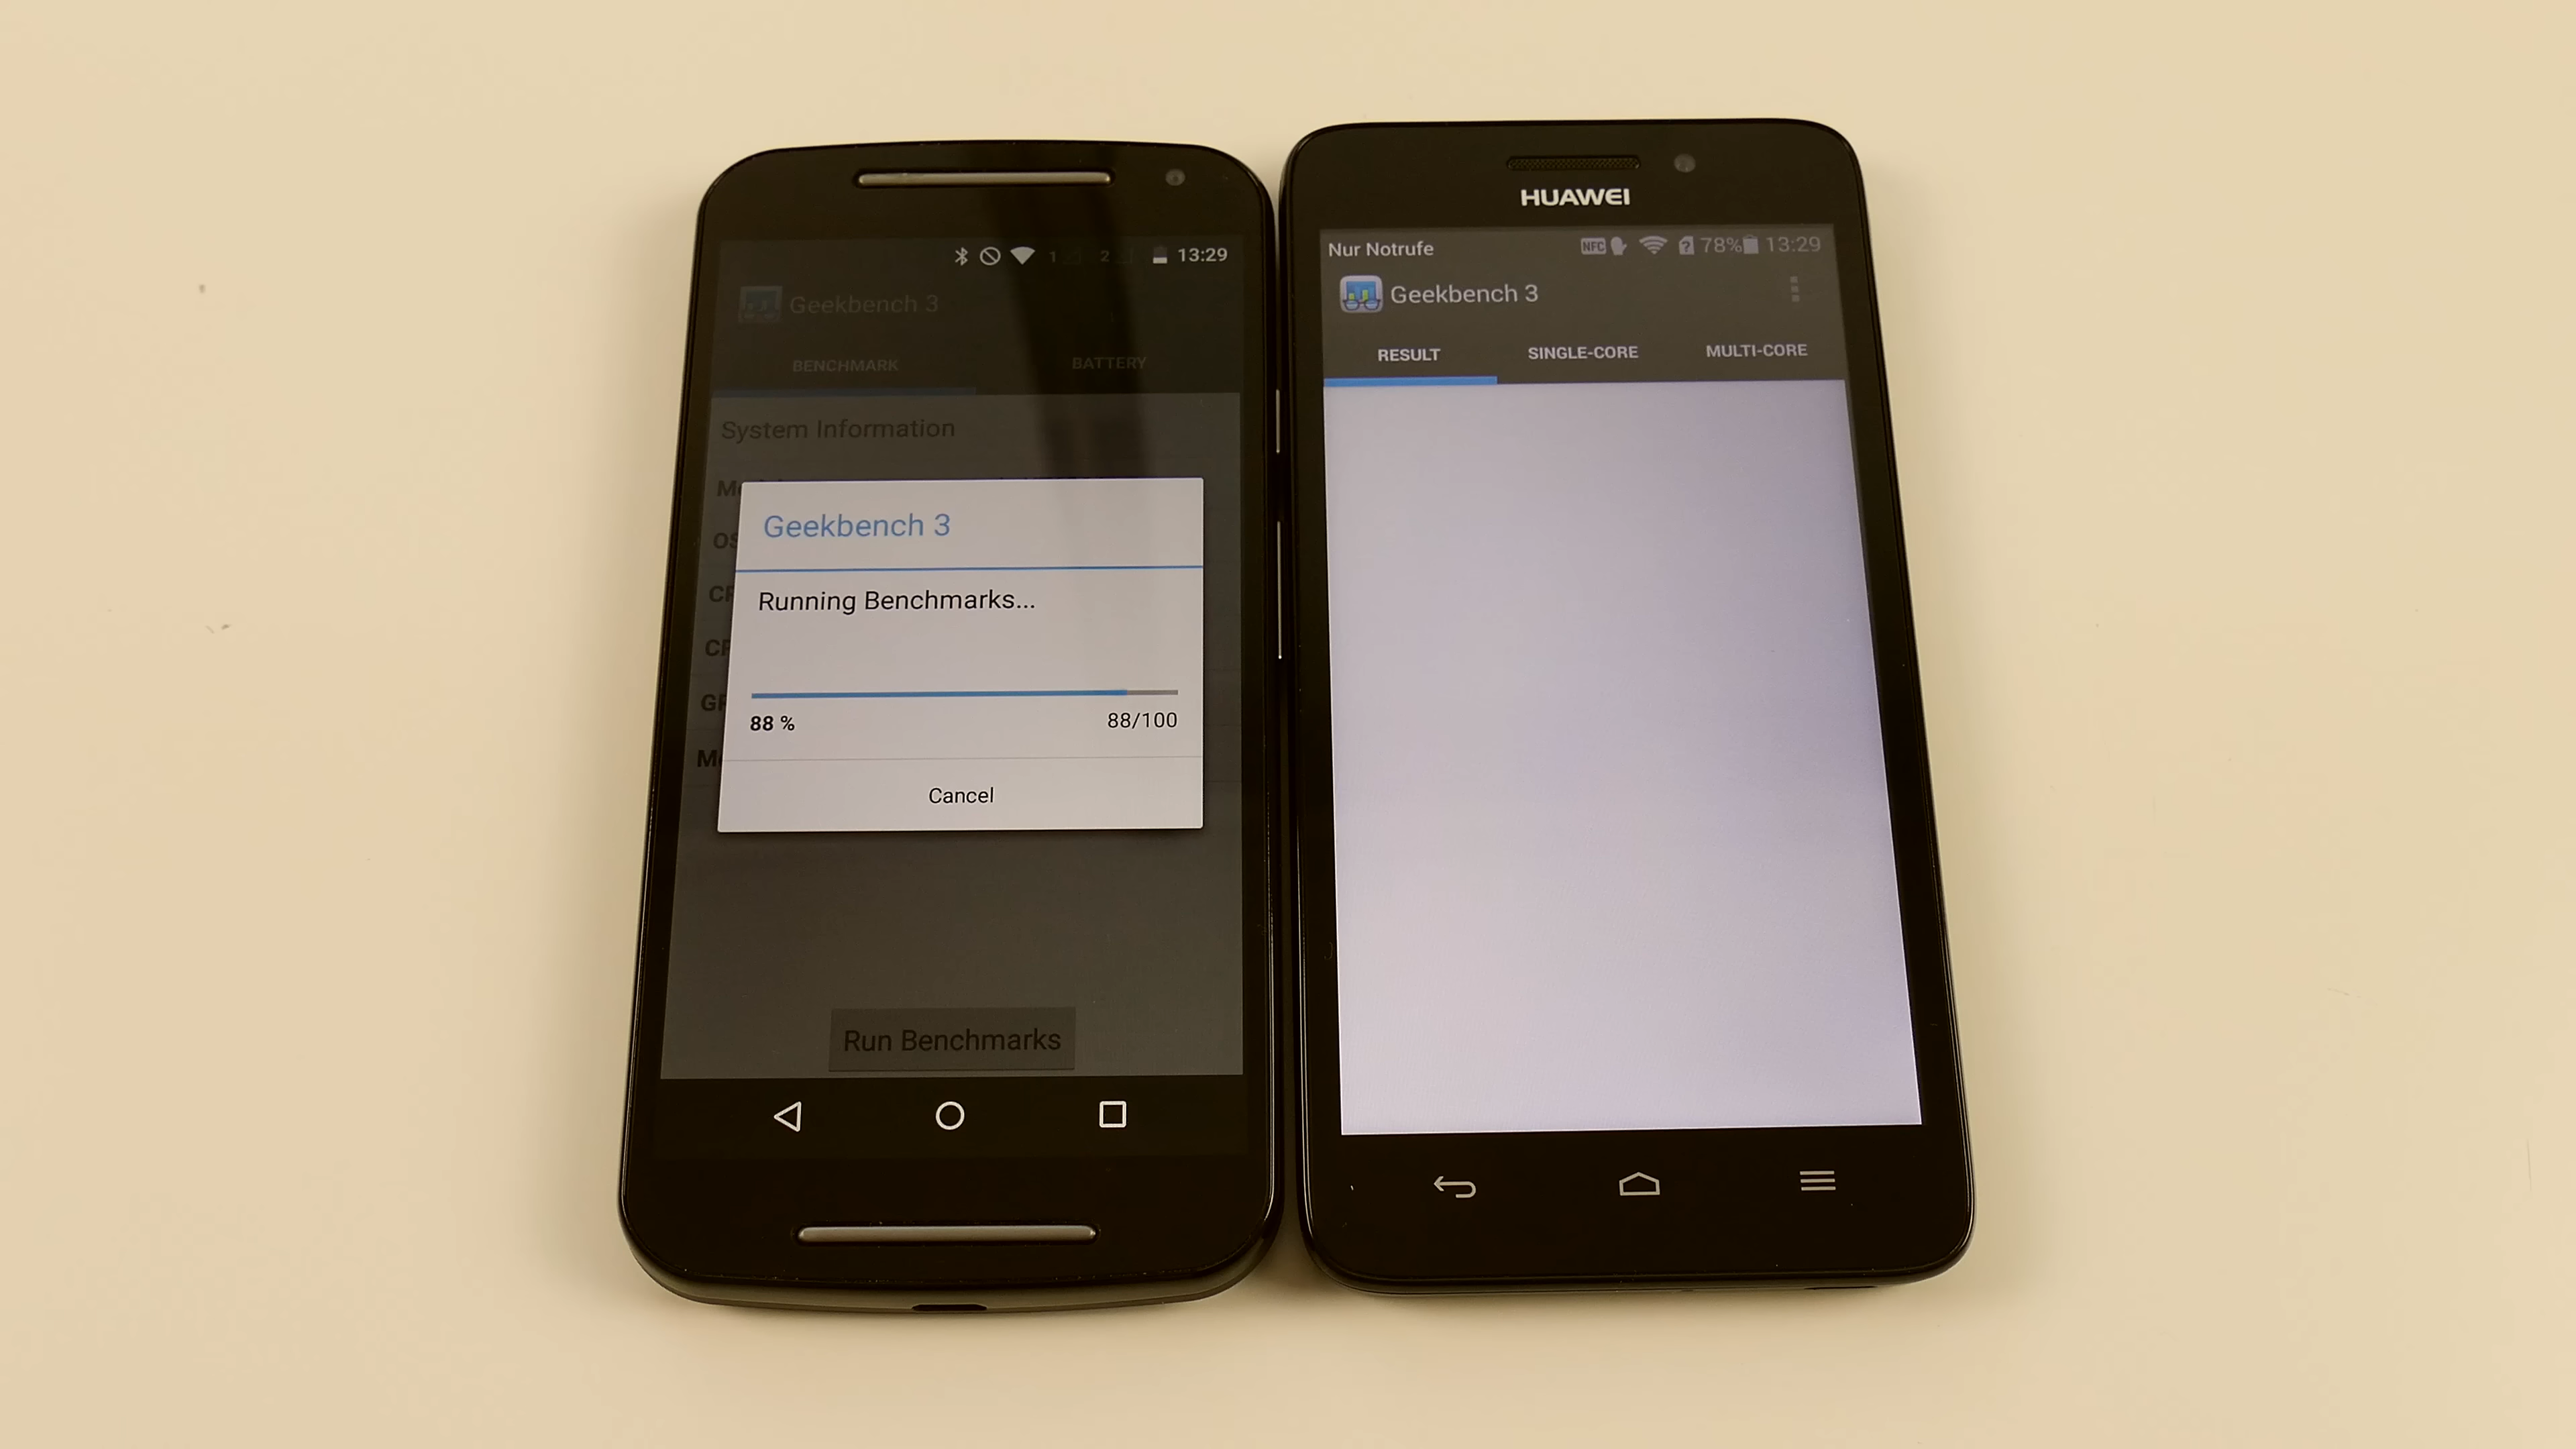 13:29
Geekbench 3
BENCHMARK BATTERY
System Information
Geekbench 3
Running Benchmarks...
88 % 88/100
Cancel
Run Benchmarks
HUAWEI
Nur Notrufe NFC ? 78% 13:29
Geekbench 3
RESULT SINGLE-CORE MULTI-CORE